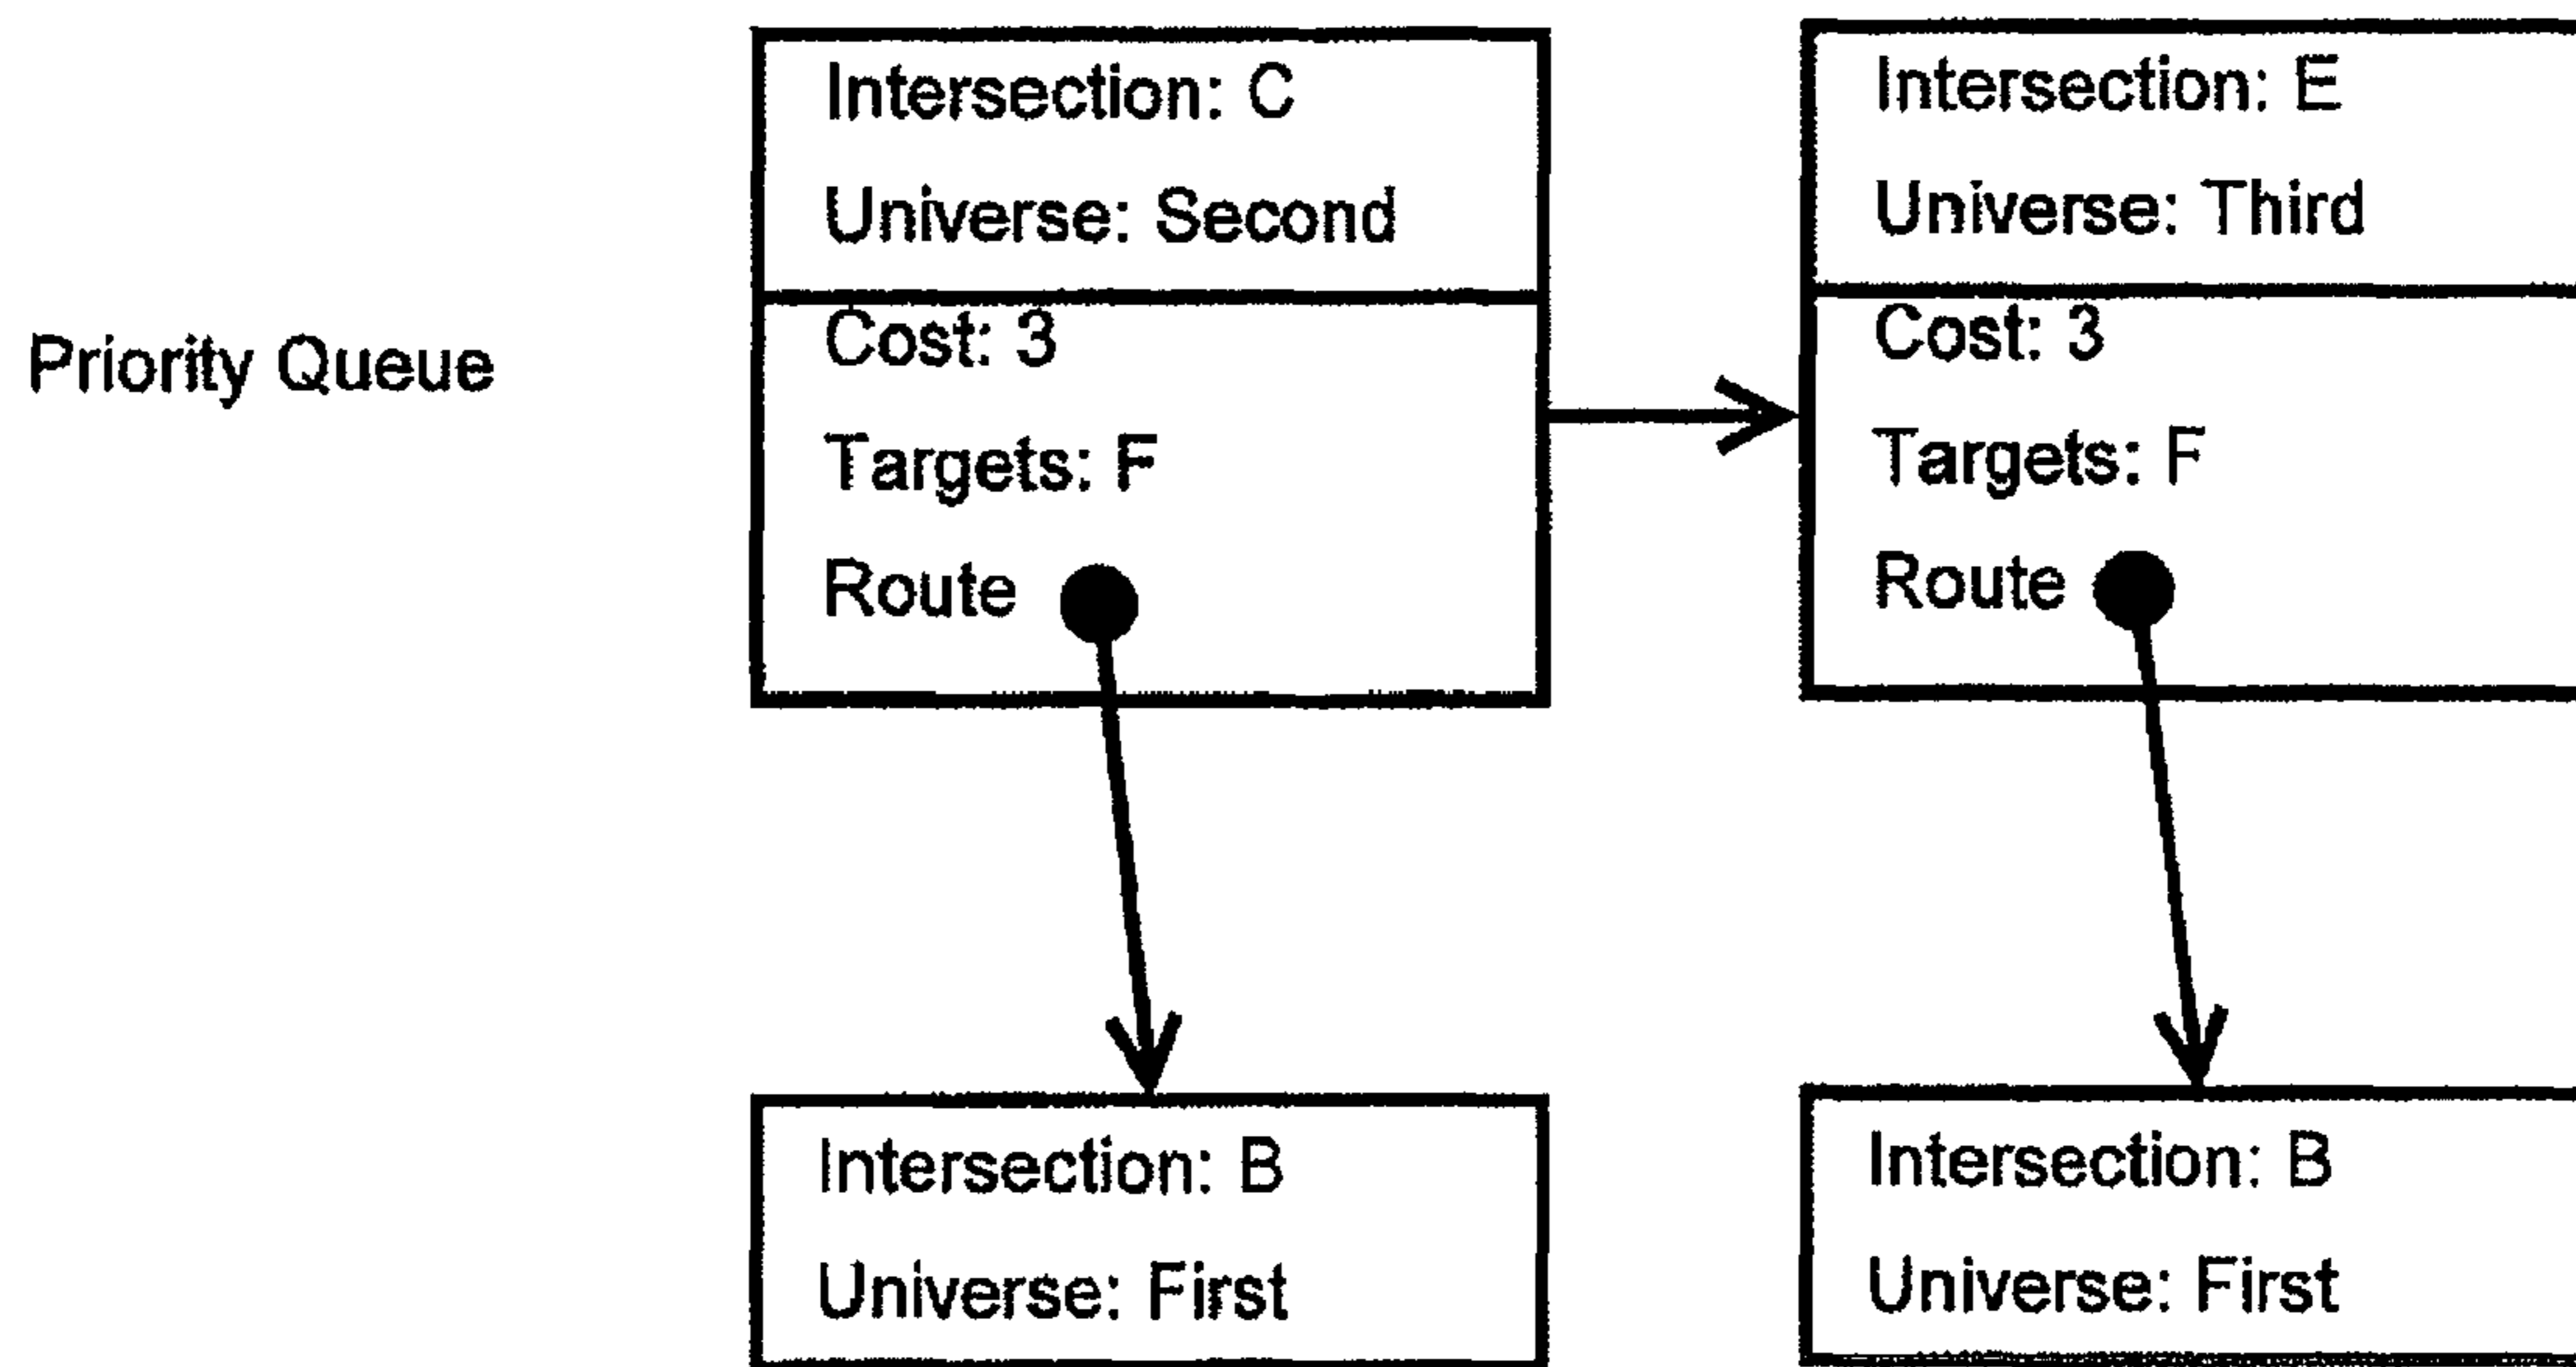 Priority Queue
Intersection: C
Universe: Second
Cost: 3
Targets: F
Route
Intersection: E
Universe: Third
Cost: 3
Targets: F
Route
Intersection: B
Universe: First
Intersection: B
Universe: First